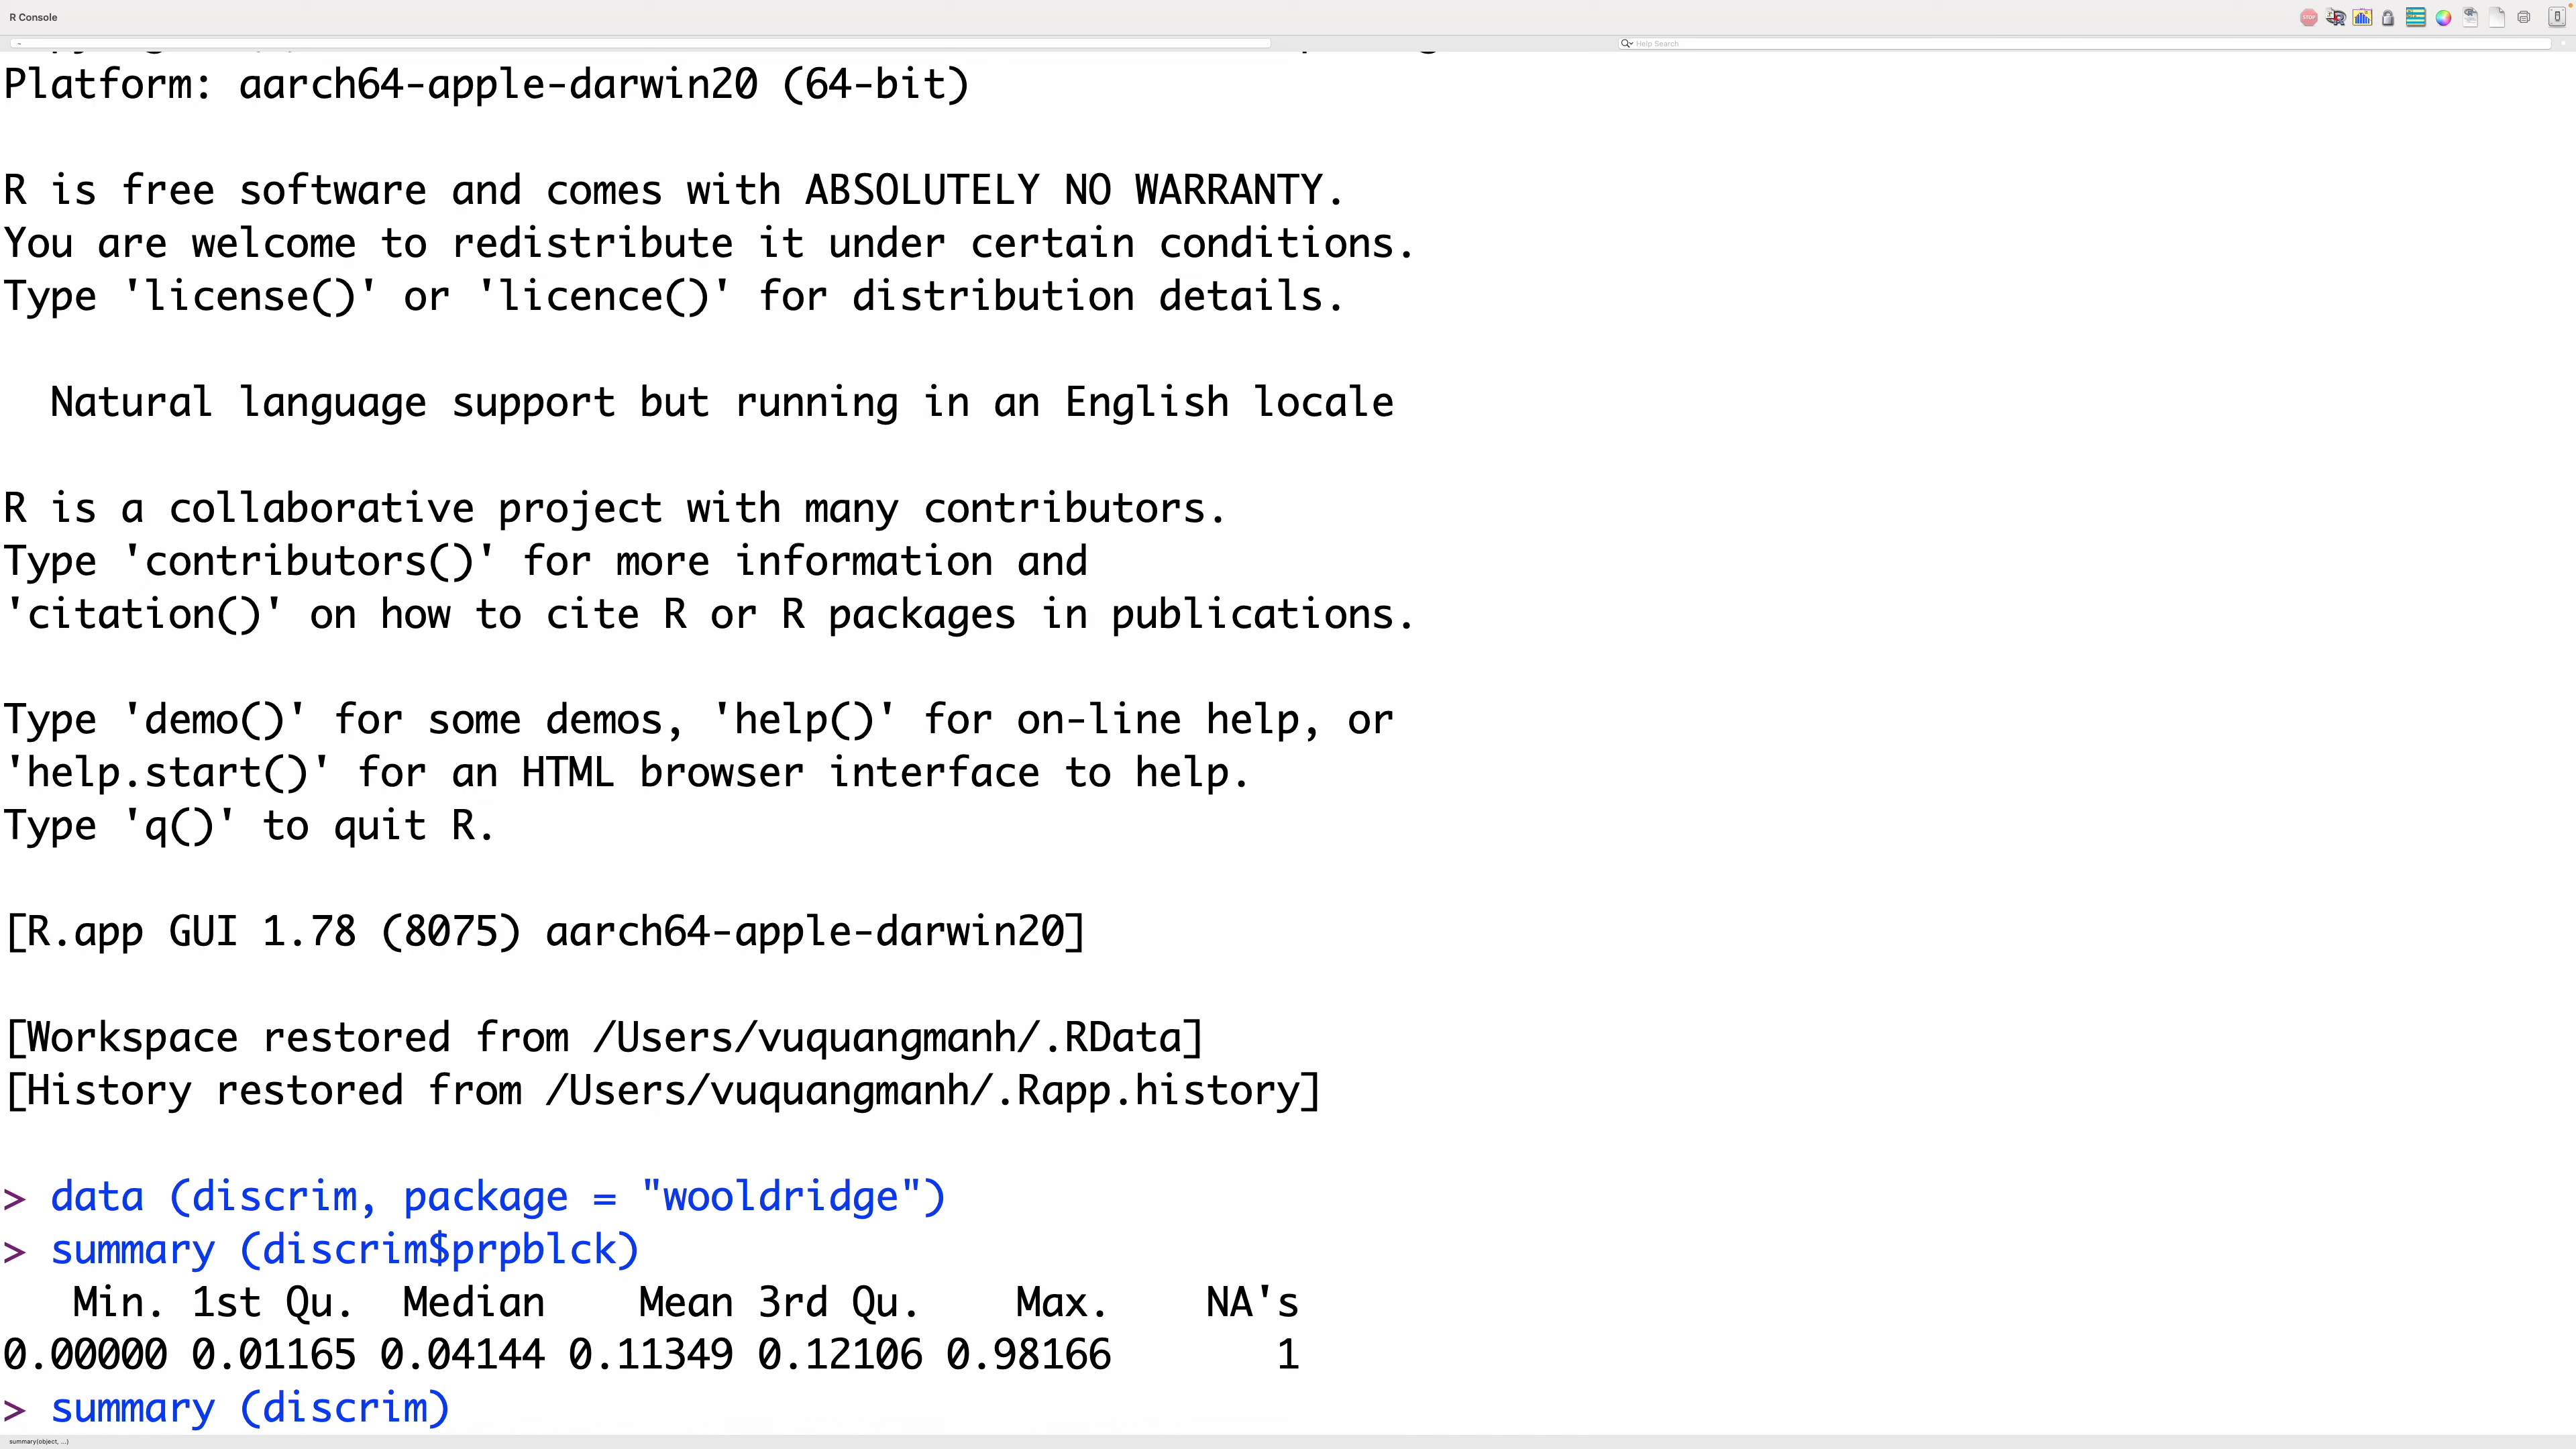 R Console
Help Search
Platform: aarch64-apple-darwin20 (64-bit)
R is free software and comes with ABSOLUTELY NO WARRANTY.
You are welcome to redistribute it under certain conditions.
Type 'license()' or 'licence()' for distribution details.
Natural language support but running in an English locale
R is a collaborative project with many contributors.
Type 'contributors()' for more information and
'citation()' on how to cite R or R packages in publications.
Type 'demo()' for some demos, 'help()' for on-line help, or
'help.start()' for an HTML browser interface to help.
Type 'q()' to quit R.
[R.app GUI 1.78 (8075) aarch64-apple-darwin20]
[Workspace restored from /Users/vuquangmanh/.RData]
[History restored from /Users/vuquangmanh/.Rapp.history]
> data (discrim, package = "wooldridge")
> summary (discrim$prpblck)
Min. 1st Qu. Median Mean 3rd Qu. Max. NA's
0.00000 0.01165 0.04144 0.11349 0.12106 0.98166 1
> summary (discrim)
summary(object, ...)